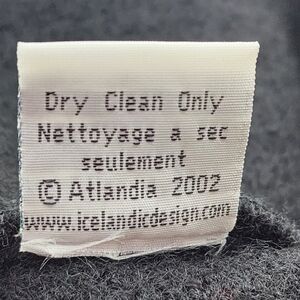 Dry Clean Only
Nettoyage a sec
seulement
© Atlandia 2002
www.icelandicdesign.com